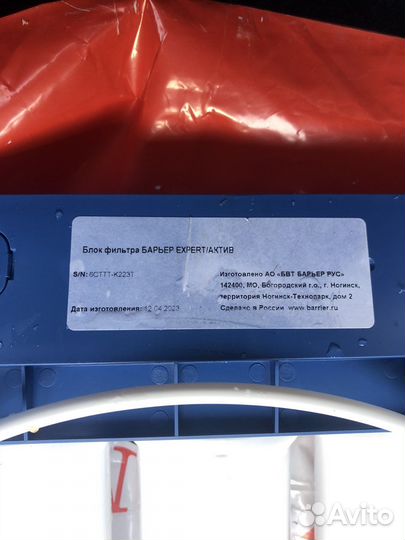 Блок фильтра БАРЬЕР EXPERT/АКТИВ
S/N: 6CTTT-K223T
Изготовлено АО «БВТ БАРЬЕР РУС»
142400, МО, Богородский г.о., г. Ногинск,
территория Ногинск-Технопарк, дом 2
Дата изготовления: 12.04.2023
Сделано в России www.barrier.ru
Avito